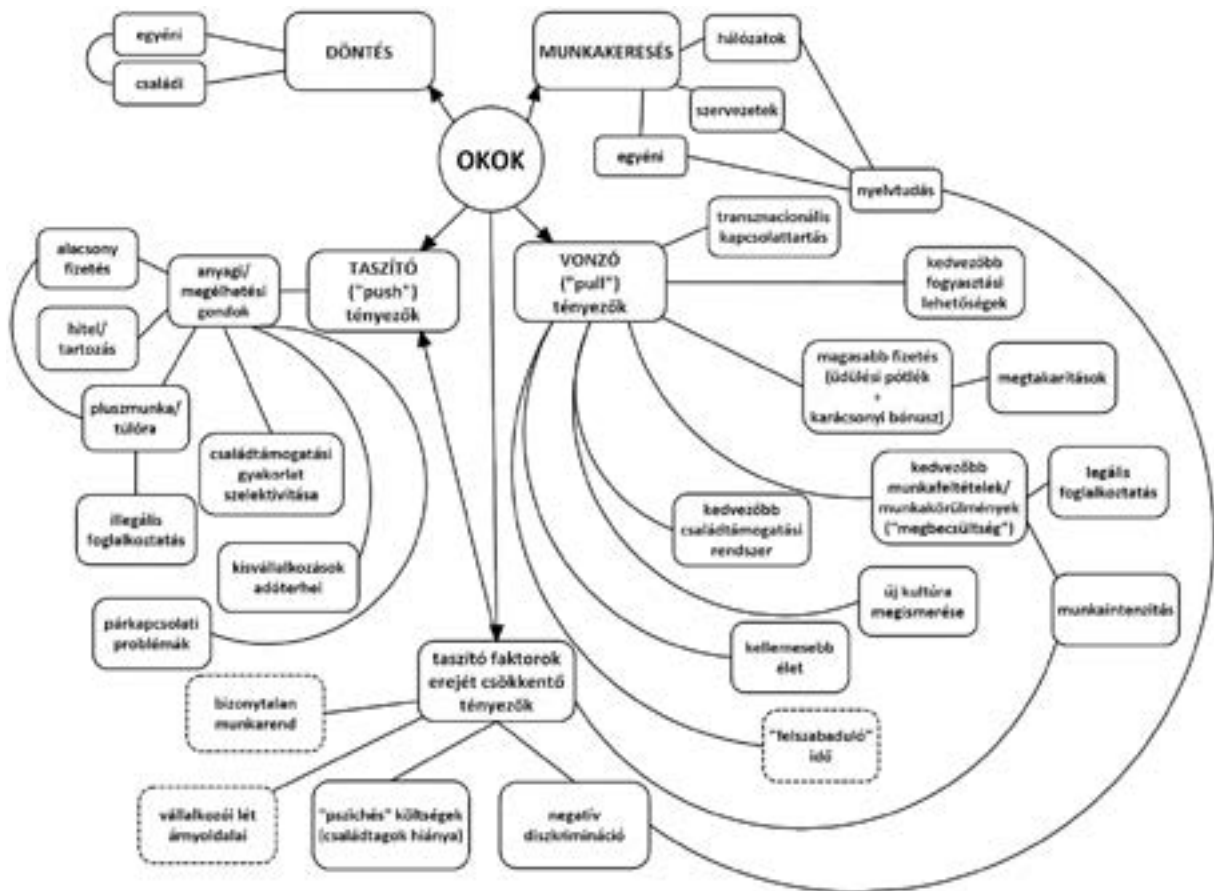 egyéni
családi
DÖNTÉS
MUNKAKERESÉS
hálózatok
szervezetek
egyéni
nyelvtudás
OKOK
TASZÍTÓ
("push")
tényezők
VONZÓ
("pull")
tényezők
transznacionális
kapcsolattartás
kedvezőbb
fogyasztási
lehetőségek
magasabb fizetés
(üdülési pótlék
+
karácsonyi bónusz)
megtakarítások
kedvezőbb
munkafeltételek/
munkakörülmények
("megbecsültség")
legális
foglalkoztatás
munkaintenzitás
kedvezőbb
családtámogatási
rendszer
új kultúra
megismerése
kellemesebb
élet
"felszabaduló"
idő
alacsony
fizetés
anyagi/
megélhetési
gondok
hitel/
tartozás
pluszmunka/
túlóra
családtámogatási
gyakorlat
szelektivitása
illegális
foglalkoztatás
kisvállalkozások
adóterhei
párkapcsolati
problémák
taszító faktorok
erejét csökkentő
tényezők
bizonytalan
munkarend
vállalkozói lét
árnyoldalai
"pszichés" költségek
(családtagok hiánya)
negatív
diszkrimináció